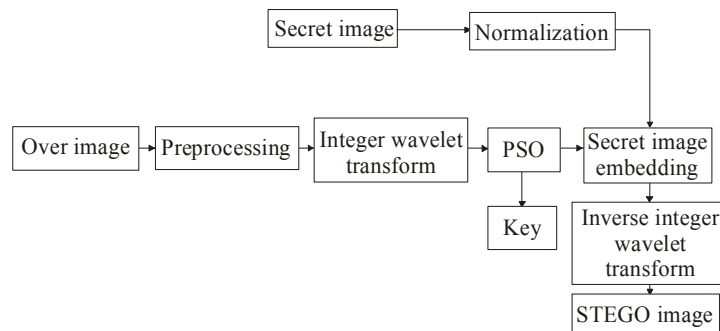 Secret image
Normalization
Over image
Preprocessing
Integer wavelet
transform
PSO
Secret image
embedding
Key
Inverse integer
wavelet
transform
STEGO image